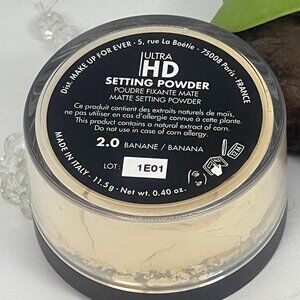 Dist. MAKE UP FOR EVER - 5, rue La Boétie - 75008 Paris FRANCE
ULTRA
HD
SETTING POWDER
POUDRE FIXANTE MATE
MATTE SETTING POWDER
Ce produit contient des extraits naturels de maïs,
ne pas utiliser en cas d'allergie connue à cette plante.
This product contains a natural extract of corn.
Do not use in case of corn allergy.
2.0 BANANE / BANANA
LOT: 1E01
MADE IN ITALY - 11.5g - Net wt. 0.40 oz.